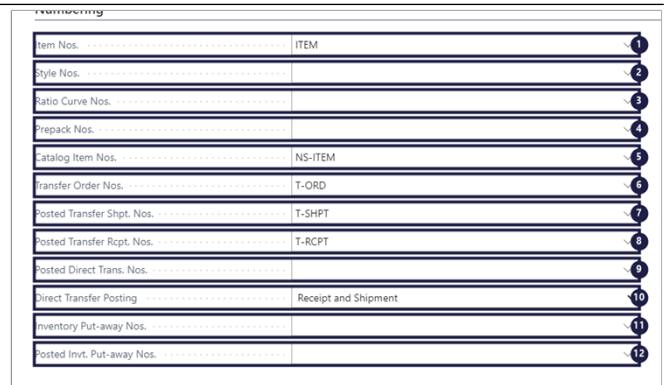 Numbering
Item Nos. ITEM 1
Style Nos. 2
Ratio Curve Nos. 3
Prepack Nos. 4
Catalog Item Nos. NS-ITEM 5
Transfer Order Nos. T-ORD 6
Posted Transfer Shpt. Nos. T-SHPT 7
Posted Transfer Rcpt. Nos. T-RCPT 8
Posted Direct Trans. Nos. 9
Direct Transfer Posting Receipt and Shipment 10
Inventory Put-away Nos. 11
Posted Invt. Put-away Nos. 12